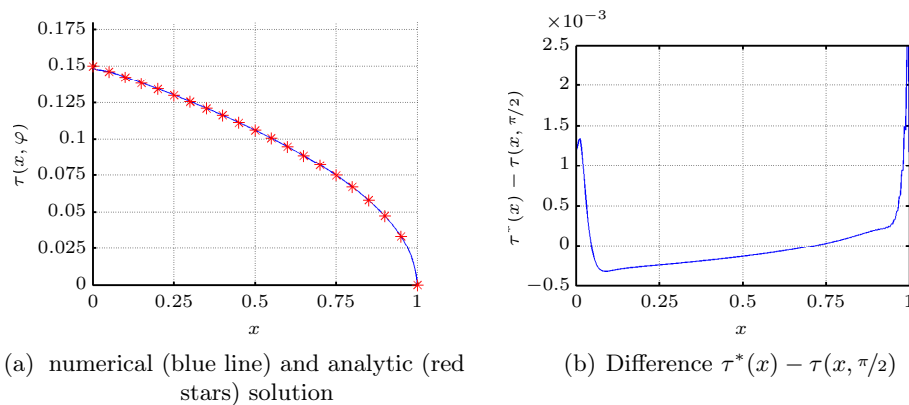 0.175
0.15
0.125
0.1
0.075
0.05
0.025
0
τ(x, φ)
0 0.25 0.5 0.75 1
x
(a) numerical (blue line) and analytic (red
stars) solution
×10⁻³
2.5
2
1.5
1
0.5
0
−0.5
τ*(x) − τ(x, π/2)
0 0.25 0.5 0.75 1
x
(b) Difference τ*(x) − τ(x, π/2)